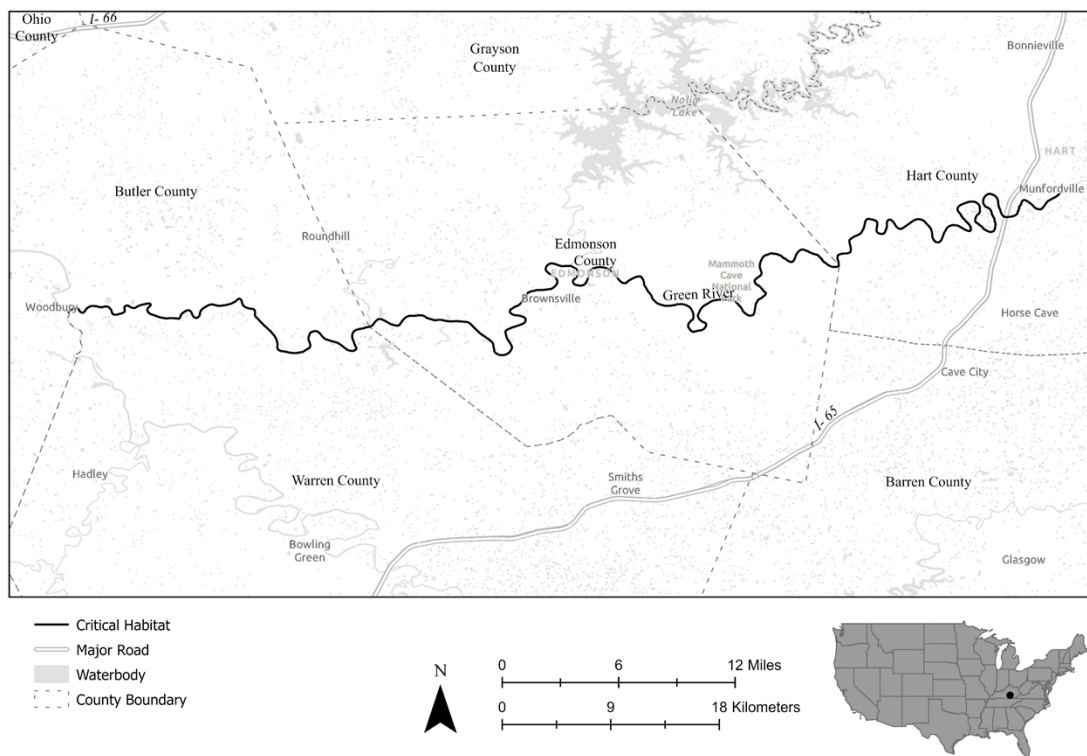 Ohio
County
I- 66
Grayson
County
Bonnieville
Nolin
Lake
HART
Butler County
Hart County
Munfordville
Roundhill
Edmonson
County
EDMONSON
Mammoth
Cave
National
Park
Woodbury
Brownsville
Green River
Horse Cave
Cave City
I- 65
Hadley
Warren County
Smiths
Grove
Barren County
Bowling
Green
Glasgow
Critical Habitat
Major Road
Waterbody
County Boundary
N
0 6 12 Miles
0 9 18 Kilometers